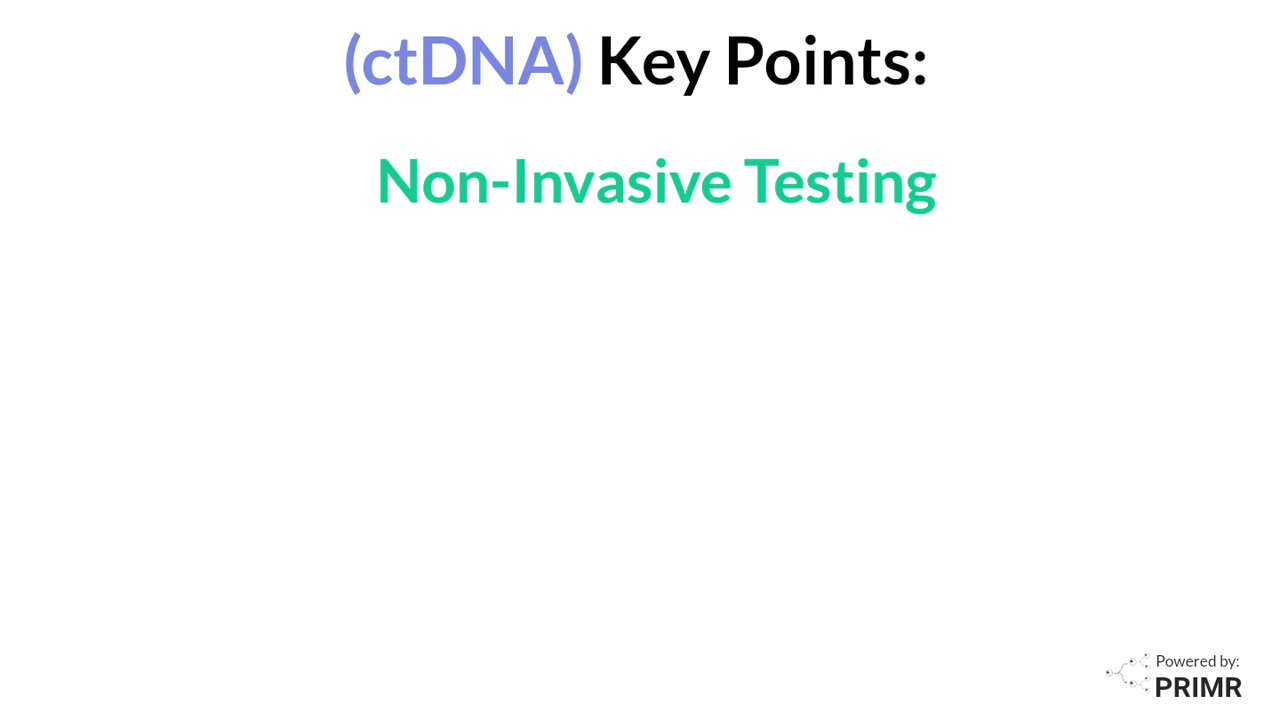 (ctDNA) Key Points:
Non-Invasive Testing
Powered by:
PRIMR